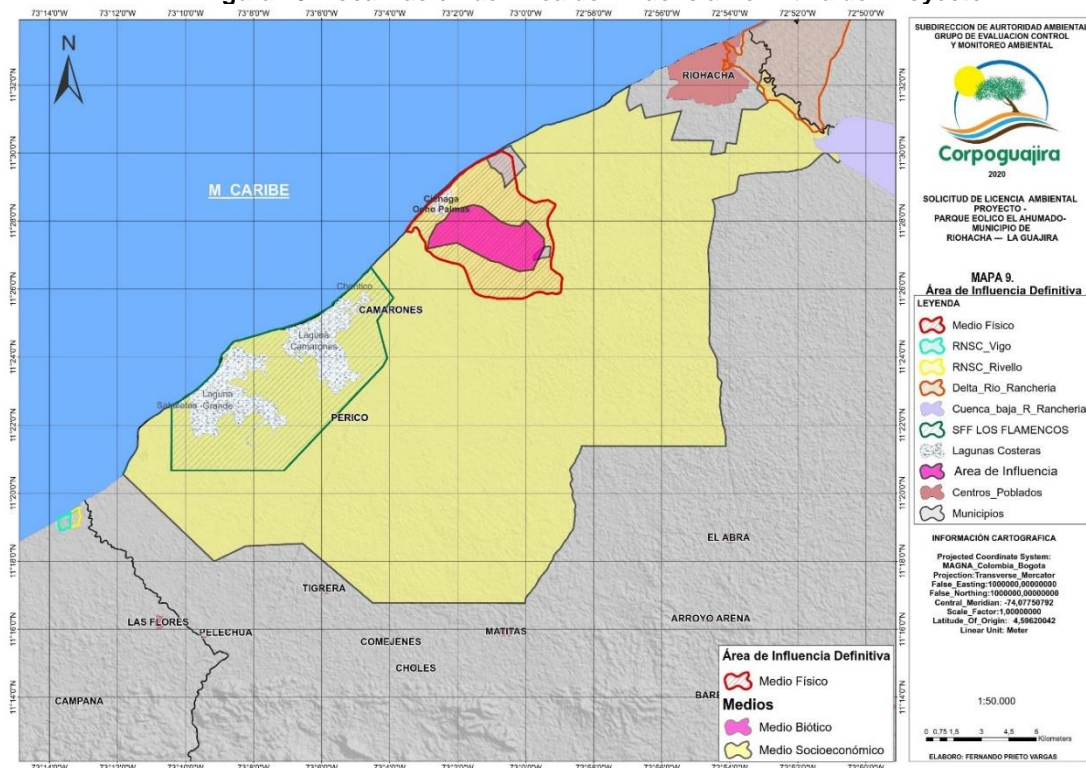 73°14'0"W 73°12'0"W 73°10'0"W 73°8'0"W 73°6'0"W 73°4'0"W 73°2'0"W 73°0'0"W 72°58'0"W 72°56'0"W 72°54'0"W 72°52'0"W 72°50'0"W
N
M_CARIBE
RIOHACHA
Cienaga
Ocho Palmas
CAMARONES
Laguna
Camarones
Laguna
Grande
PERICO
TIGRERA
EL ABRA
LAS FLORES
PELECHUA
COMEJENES
MATITAS
ARROYO ARENA
CHOLES
CAMPANA
11°32'0"N
11°30'0"N
11°28'0"N
11°26'0"N
11°24'0"N
11°22'0"N
11°20'0"N
11°18'0"N
11°16'0"N
11°14'0"N
Área de Influencia Definitiva
Medio Físico
Medios
Medio Biótico
Medio Socioeconómico
SUBDIRECCION DE AURTORIDAD AMBIENTAL
GRUPO DE EVALUACION CONTROL
Y MONITOREO AMBIENTAL
Corpoguajira
2020
SOLICITUD DE LICENCIA AMBIENTAL
PROYECTO -
PARQUE EOLICO EL AHUMADO-
MUNICIPIO DE
RIOHACHA --- LA GUAJIRA
MAPA 9.
Área de Influencia Definitiva
LEYENDA
Medio Físico
RNSC_Vigo
RNSC_Rivello
Delta_Rio_Rancheria
Cuenca_baja_R_Rancheria
SFF LOS FLAMENCOS
Lagunas Costeras
Area de Influencia
Centros_Poblados
Municipios
INFORMACIÓN CARTOGRAFICA
Projected Coordinate System:
MAGNA_Colombia_Bogota
Projection:Transverse_Mercator
False_Easting:1000000,00000000
False_Northing:1000000,00000000
Central_Meridian: -74,07750792
Scale_Factor:1,00000000
Latitude_Of_Origin: 4,59620042
Linear Unit: Meter
1:50.000
0 0,75 1,5 3 4,5 6
Kilometers
ELABORO: FERNANDO PRIETO VARGAS